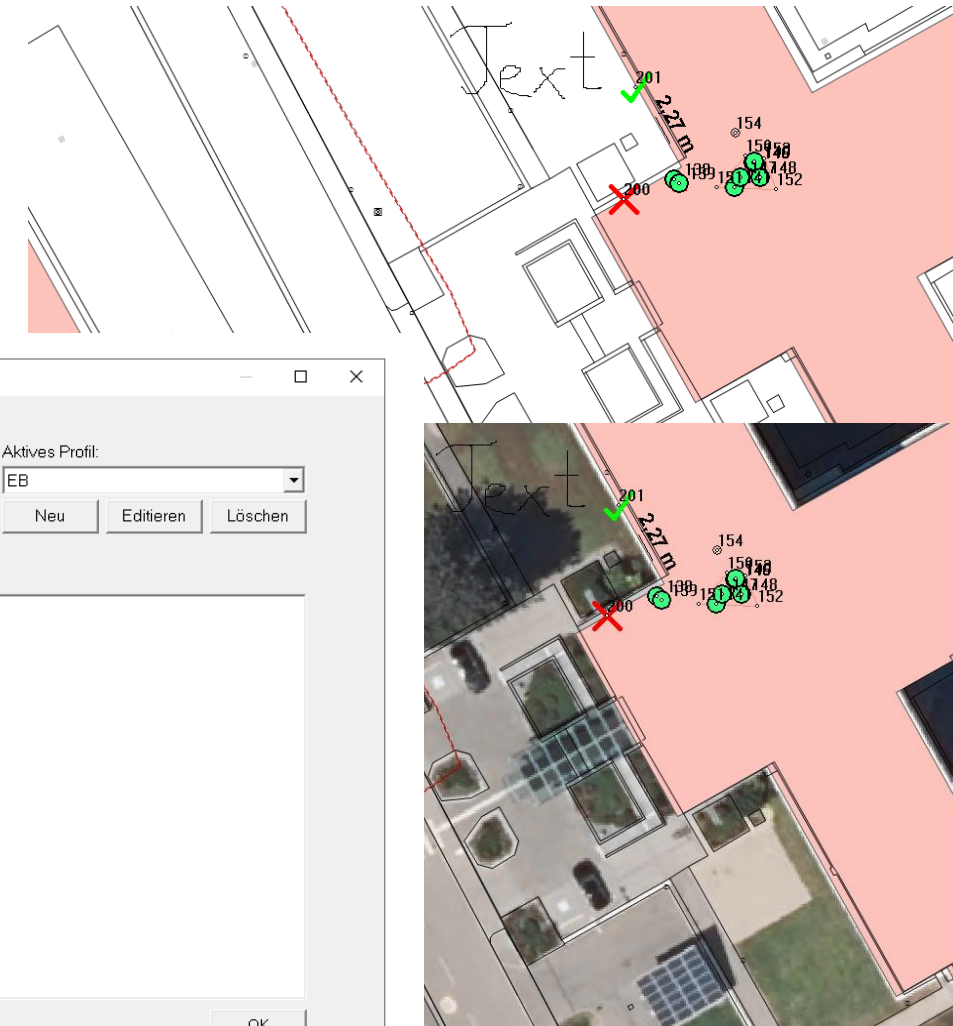 Text
201
2,27 m
154
200
152
Aktives Profil:
EB
Neu Editieren Löschen
OK
Text
201
2,27 m
154
200
152